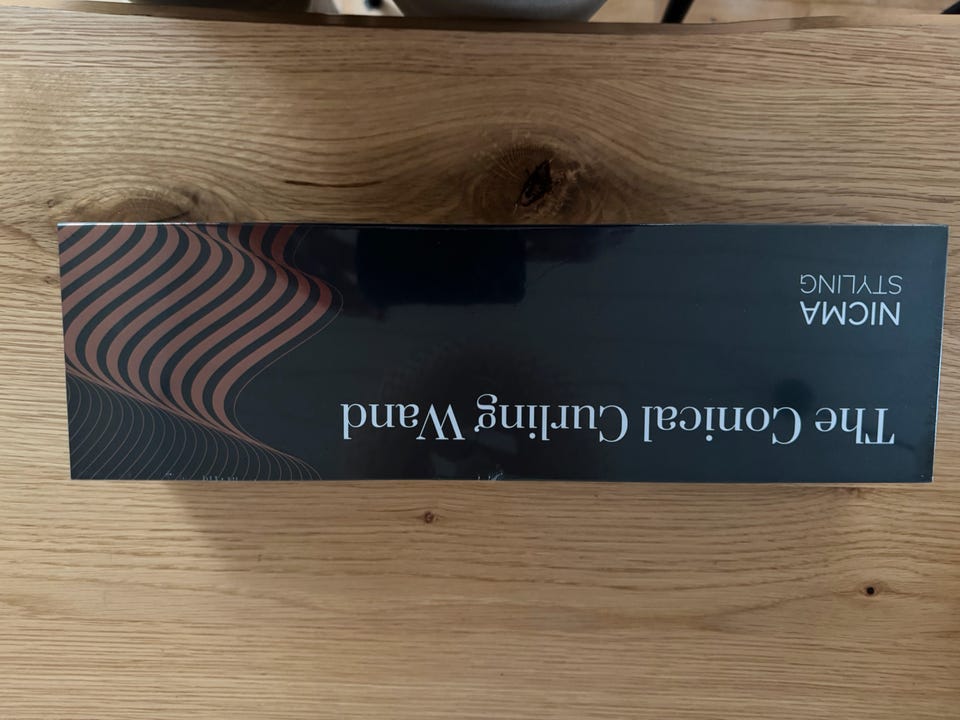 The Conical Curling Wand
NICMA
STYLING